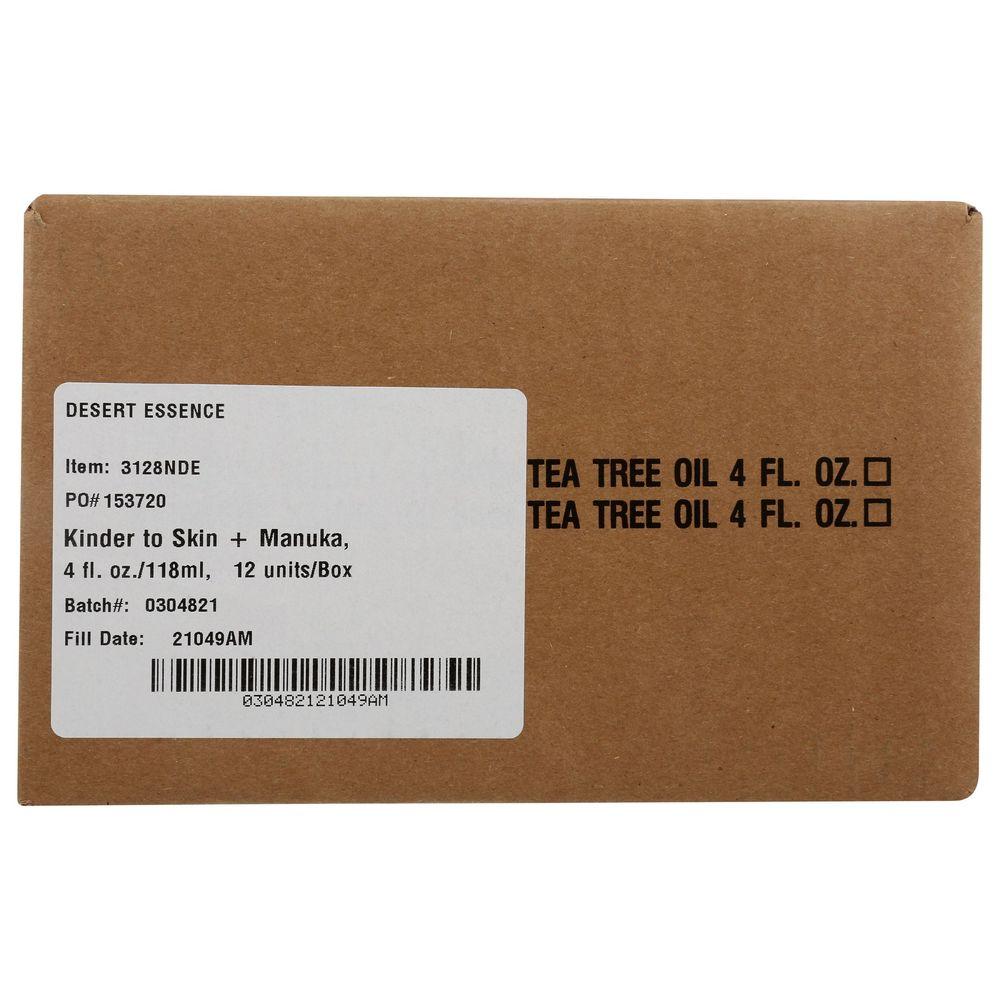 DESERT ESSENCE
Item: 3128NDE
PO# 153720
Kinder to Skin + Manuka,
4 fl. oz./118ml, 12 units/Box
Batch#: 0304821
Fill Date: 21049AM
030482121049AM
TEA TREE OIL 4 FL. OZ.☐
TEA TREE OIL 4 FL. OZ.☐